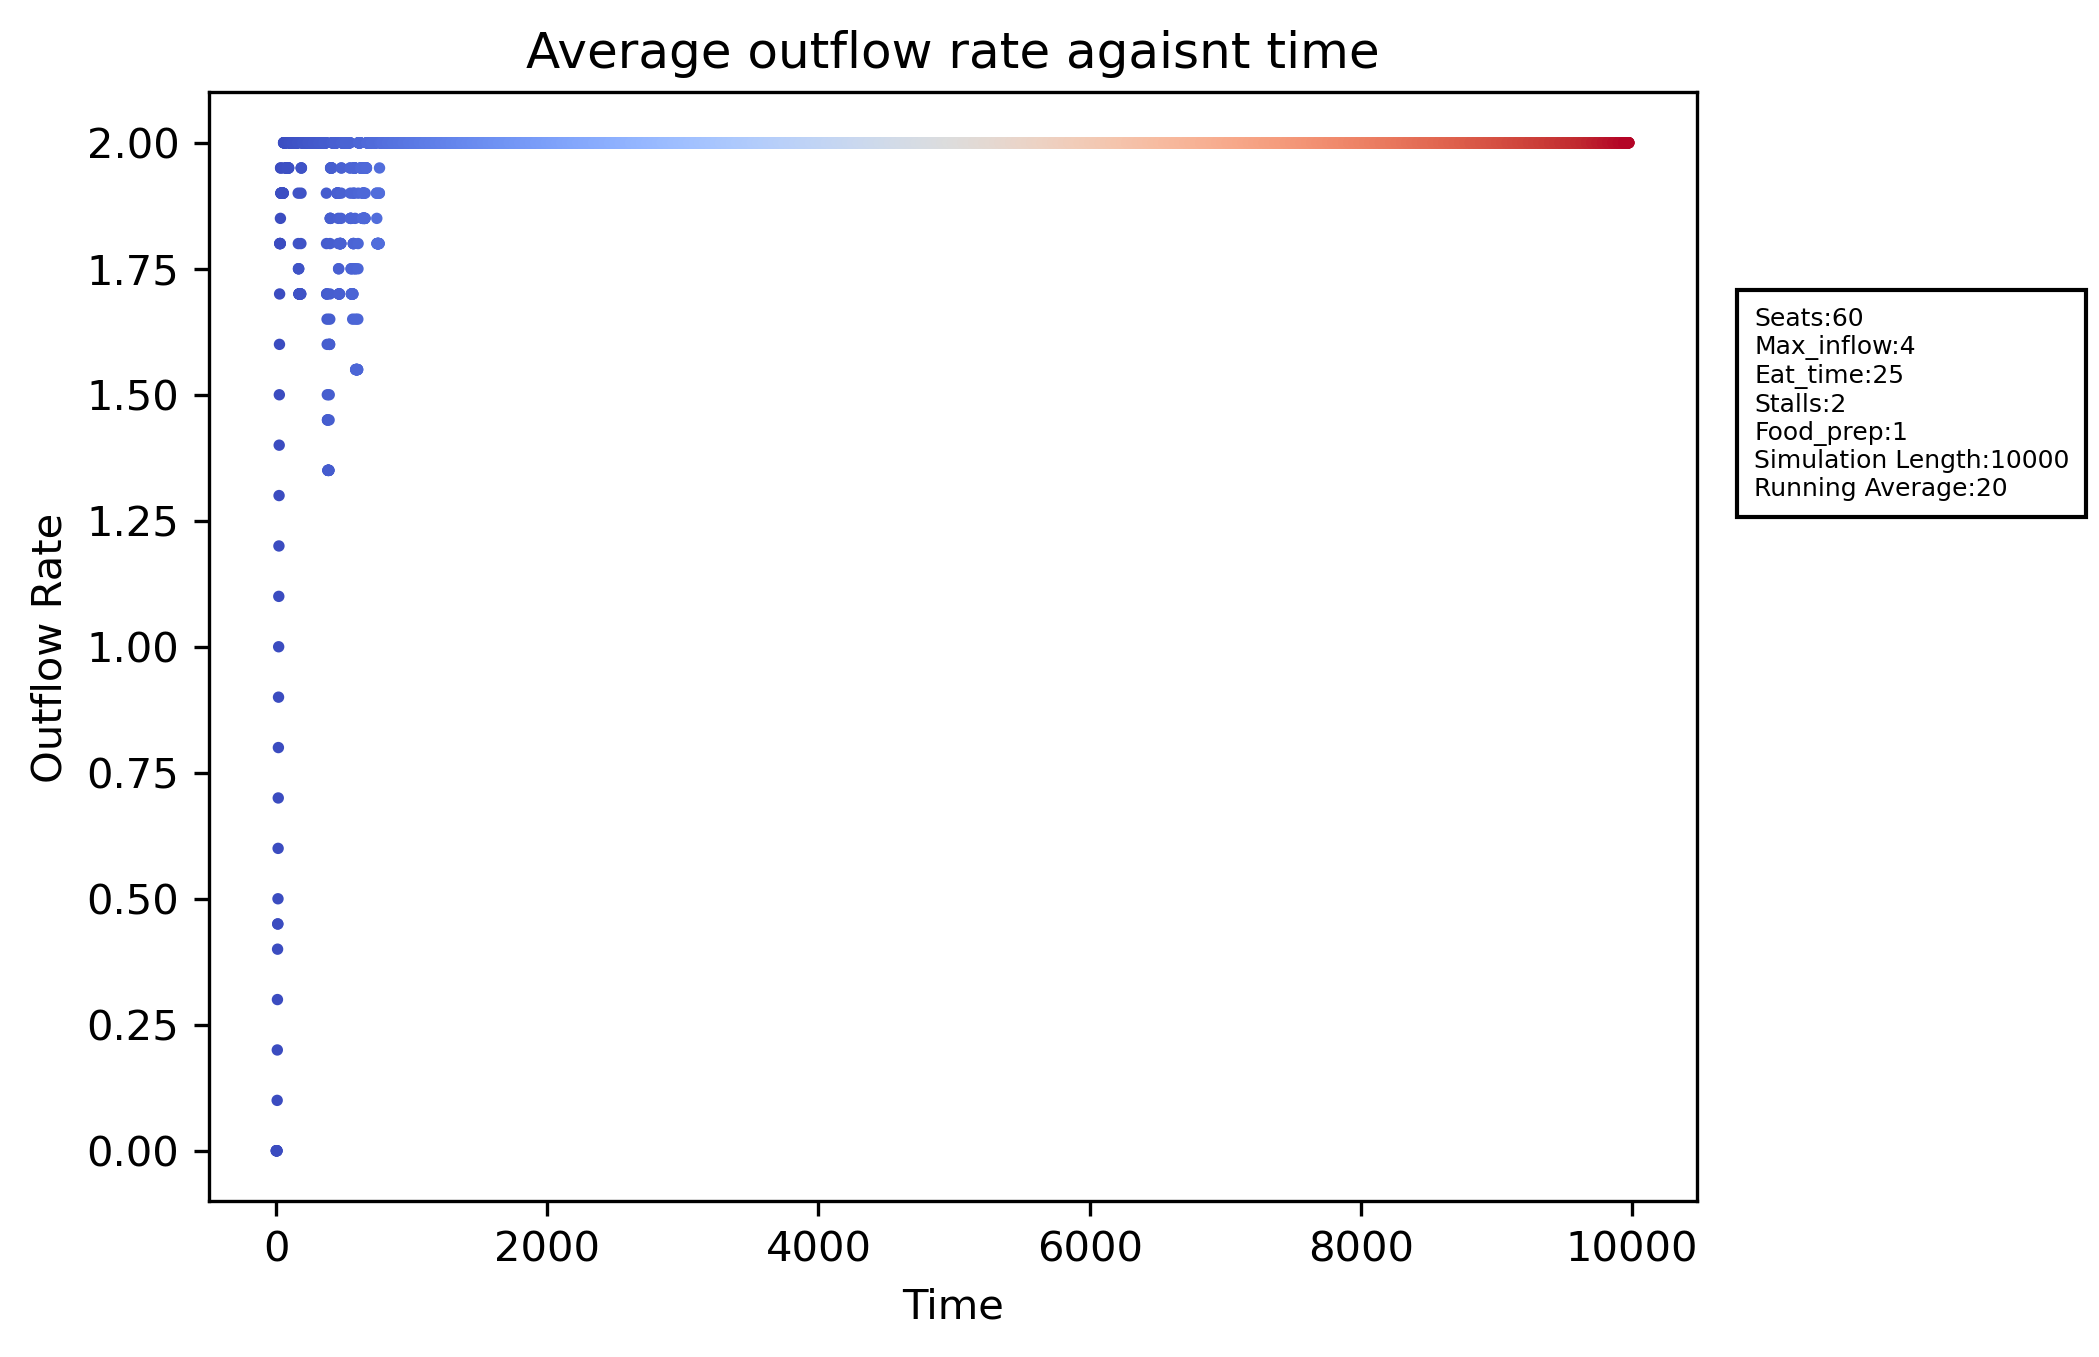 Average outflow rate agaisnt time
2.00
1.75
1.50
1.25
1.00
0.75
0.50
0.25
0.00
Outflow Rate
0 2000 4000 6000 8000 10000
Time
Seats:60
Max_inflow:4
Eat_time:25
Stalls:2
Food_prep:1
Simulation Length:10000
Running Average:20